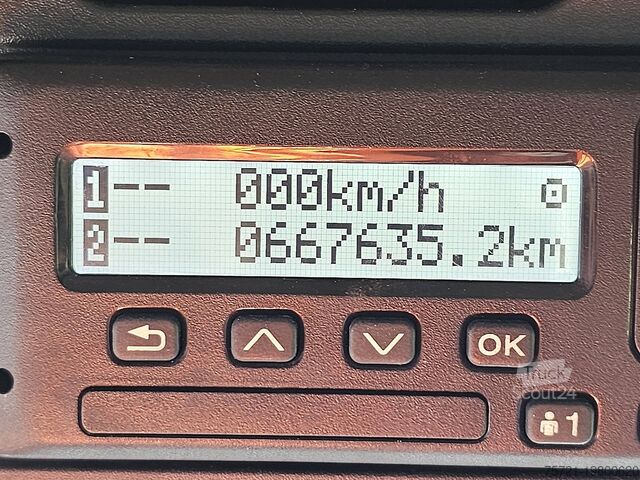 1 -- 000km/h
2 -- 0667635.2km
OK
Truck
Scout24
1